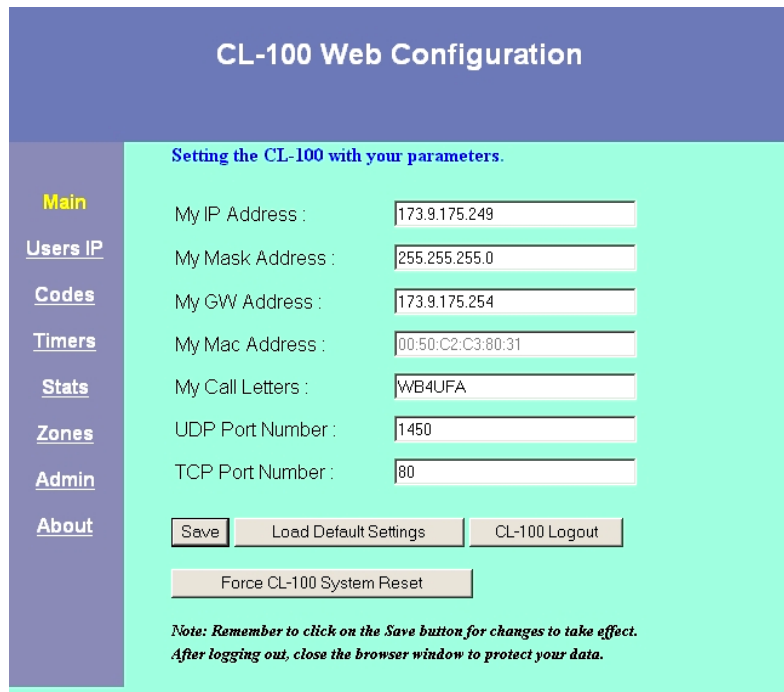 CL-100 Web Configuration
Main
Users IP
Codes
Timers
Stats
Zones
Admin
About
Setting the CL-100 with your parameters.
My IP Address : 173.9.175.249
My Mask Address : 255.255.255.0
My GW Address : 173.9.175.254
My Mac Address : 00:50:C2:C3:80:31
My Call Letters : WB4UFA
UDP Port Number : 1450
TCP Port Number : 80
Save Load Default Settings CL-100 Logout
Force CL-100 System Reset
Note: Remember to click on the Save button for changes to take effect.
After logging out, close the browser window to protect your data.